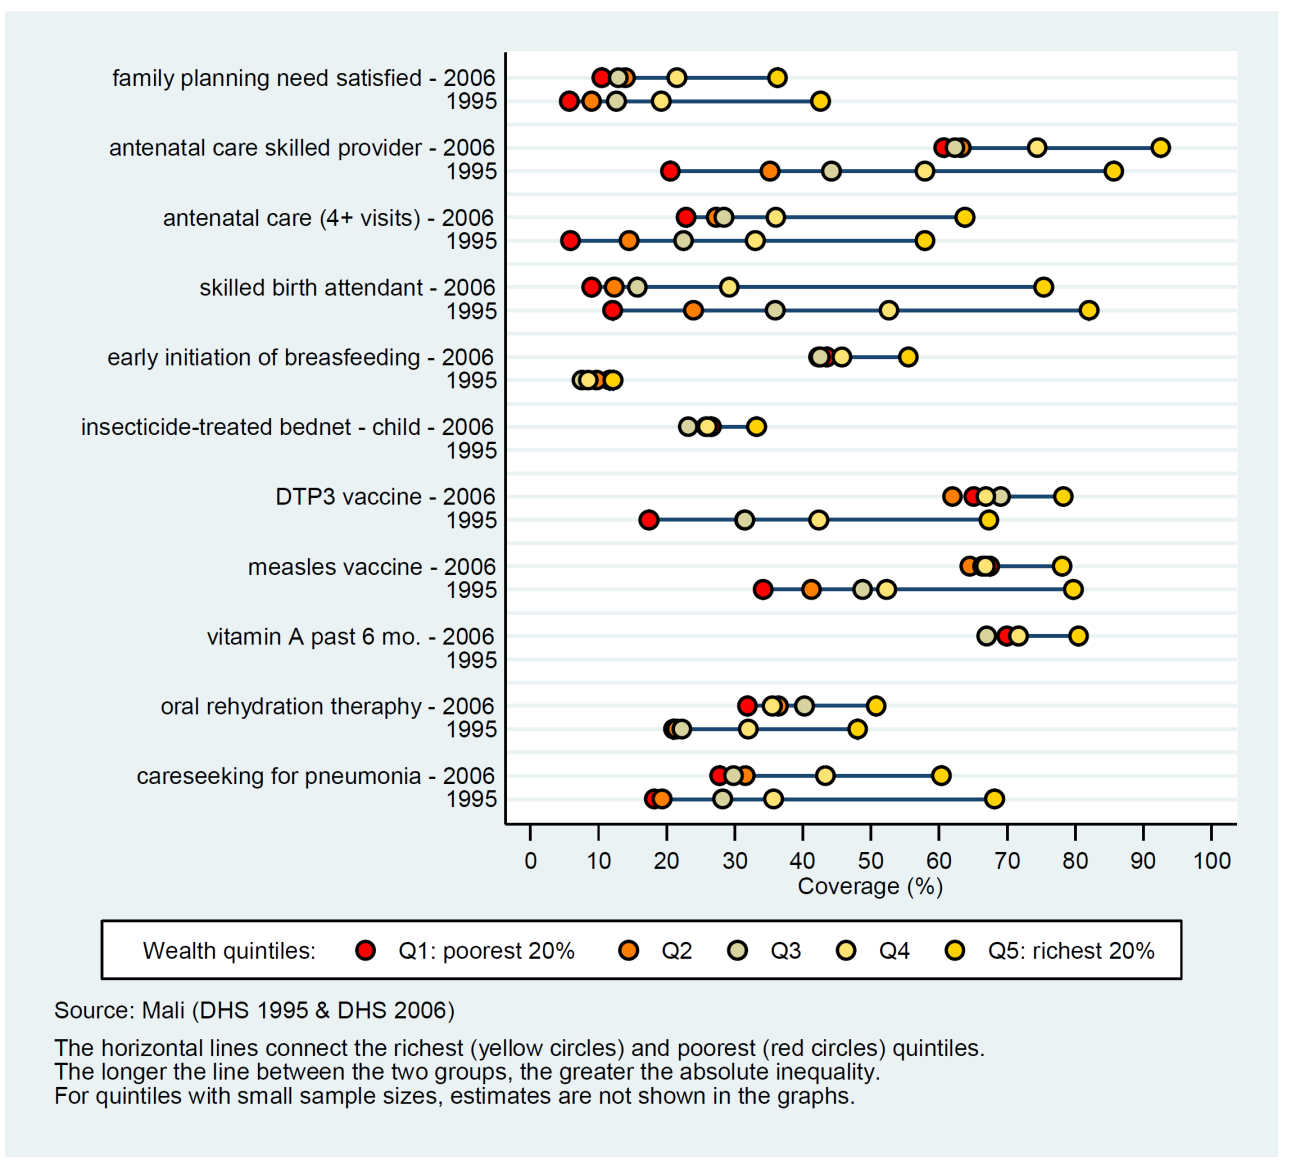 family planning need satisfied - 2006
1995
antenatal care skilled provider - 2006
1995
antenatal care (4+ visits) - 2006
1995
skilled birth attendant - 2006
1995
early initiation of breasfeeding - 2006
1995
insecticide-treated bednet - child - 2006
1995
DTP3 vaccine - 2006
1995
measles vaccine - 2006
1995
vitamin A past 6 mo. - 2006
1995
oral rehydration theraphy - 2006
1995
careseeking for pneumonia - 2006
1995
0 10 20 30 40 50 60 70 80 90 100
Coverage (%)
Wealth quintiles: Q1: poorest 20% Q2 Q3 Q4 Q5: richest 20%
Source: Mali (DHS 1995 & DHS 2006)
The horizontal lines connect the richest (yellow circles) and poorest (red circles) quintiles.
The longer the line between the two groups, the greater the absolute inequality.
For quintiles with small sample sizes, estimates are not shown in the graphs.